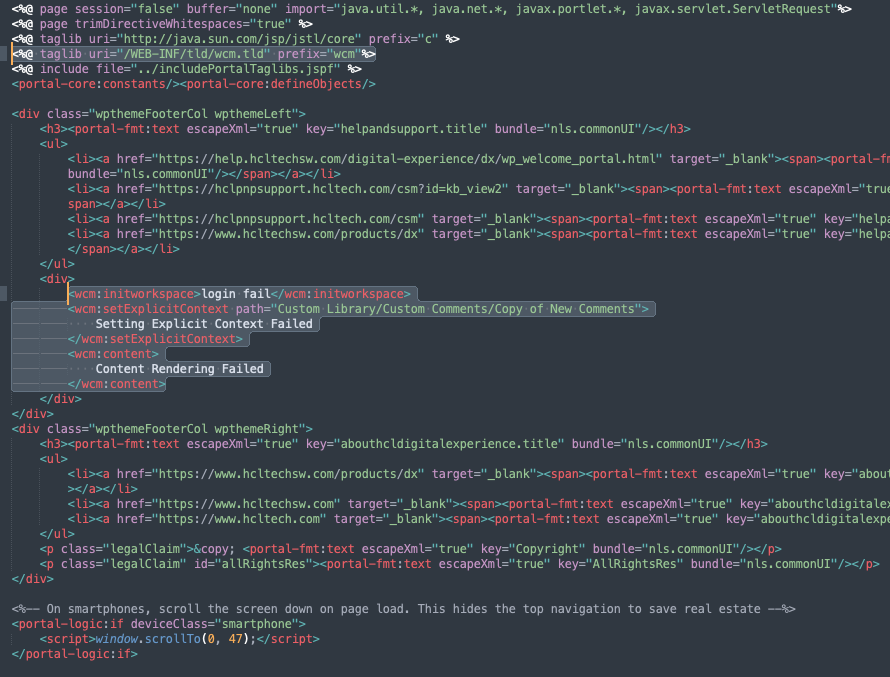 <%@ page session="false" buffer="none" import="java.util.*, java.net.*, javax.portlet.*, javax.servlet.ServletRequest"%>
<%@ page trimDirectiveWhitespaces="true" %>
<%@ taglib uri="http://java.sun.com/jsp/jstl/core" prefix="c" %>
<%@ taglib uri="/WEB-INF/tld/wcm.tld" prefix="wcm"%>
<%@ include file="../includePortalTaglibs.jspf" %>
<portal-core:constants/><portal-core:defineObjects/>
<div class="wpthemeFooterCol wpthemeLeft">
<h3><portal-fmt:text escapeXml="true" key="helpandsupport.title" bundle="nls.commonUI"/></h3>
<ul>
<li><a href="https://help.hcltechsw.com/digital-experience/dx/wp_welcome_portal.html" target="_blank"><span><portal-fm
bundle="nls.commonUI"/></span></a></li>
<li><a href="https://hclpnpsupport.hcltech.com/csm?id=kb_view2" target="_blank"><span><portal-fmt:text escapeXml="true
span></a></li>
<li><a href="https://hclpnpsupport.hcltech.com/csm" target="_blank"><span><portal-fmt:text escapeXml="true" key="helpa
<li><a href="https://www.hcltech.com/products/dx" target="_blank"><span><portal-fmt:text escapeXml="true" key="helpa
</span></a></li>
</ul>
<div>
<wcm:initworkspace>login fail</wcm:initworkspace>
<wcm:setExplicitContext path="Custom Library/Custom Comments/Copy of New Comments">
Setting Explicit Context Failed
</wcm:setExplicitContext>
<wcm:content>
Content Rendering Failed
</wcm:content>
</div>
</div>
<div class="wpthemeFooterCol wpthemeRight">
<h3><portal-fmt:text escapeXml="true" key="abouthcldigitalexperience.title" bundle="nls.commonUI"/></h3>
<ul>
<li><a href="https://www.hcltech.com/products/dx" target="_blank"><span><portal-fmt:text escapeXml="true" key="abou
></a></li>
<li><a href="https://www.hcltechsw.com" target="_blank"><span><portal-fmt:text escapeXml="true" key="abouthcldigitalex
<li><a href="https://www.hcltech.com" target="_blank"><span><portal-fmt:text escapeXml="true" key="abouthcldigitalexpe
</ul>
<p class="legalClaim">&copy; <portal-fmt:text escapeXml="true" key="Copyright" bundle="nls.commonUI"/></p>
<p class="legalClaim" id="allRightsRes"><portal-fmt:text escapeXml="true" key="AllRightsRes" bundle="nls.commonUI"/></p>
</div>
<%-- On smartphones, scroll the screen down on page load. This hides the top navigation to save real estate --%>
<portal-logic:if deviceClass="smartphone">
<script>window.scrollTo(0, 47);</script>
</portal-logic:if>